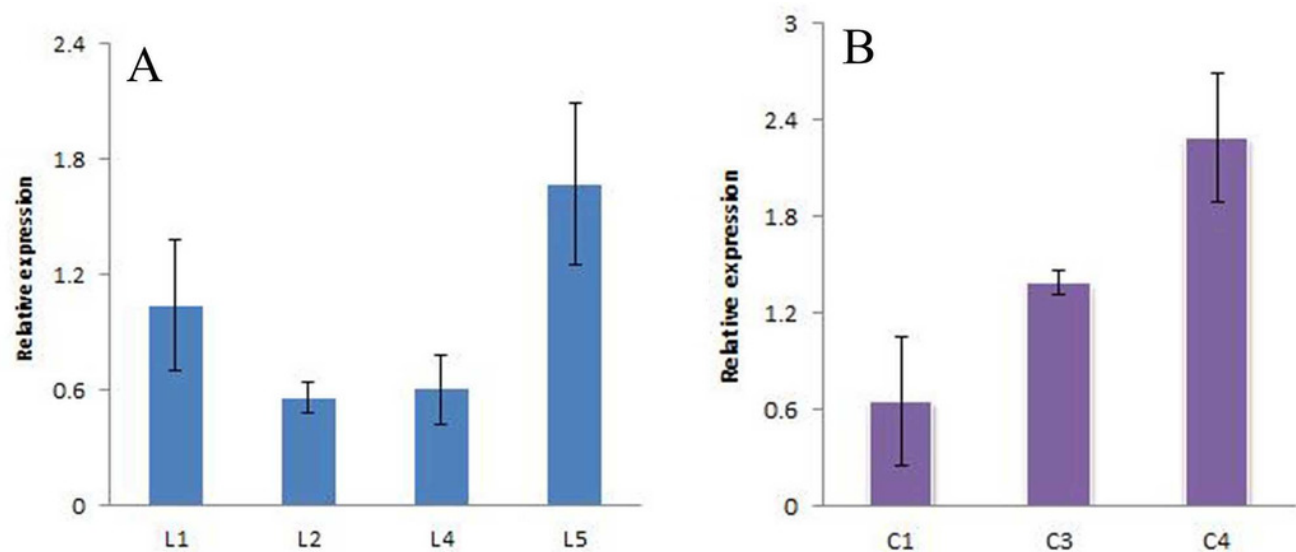 A
Relative expression
2.4
1.8
1.2
0.6
0
L1 L2 L4 L5
B
Relative expression
3
2.4
1.8
1.2
0.6
0
C1 C3 C4